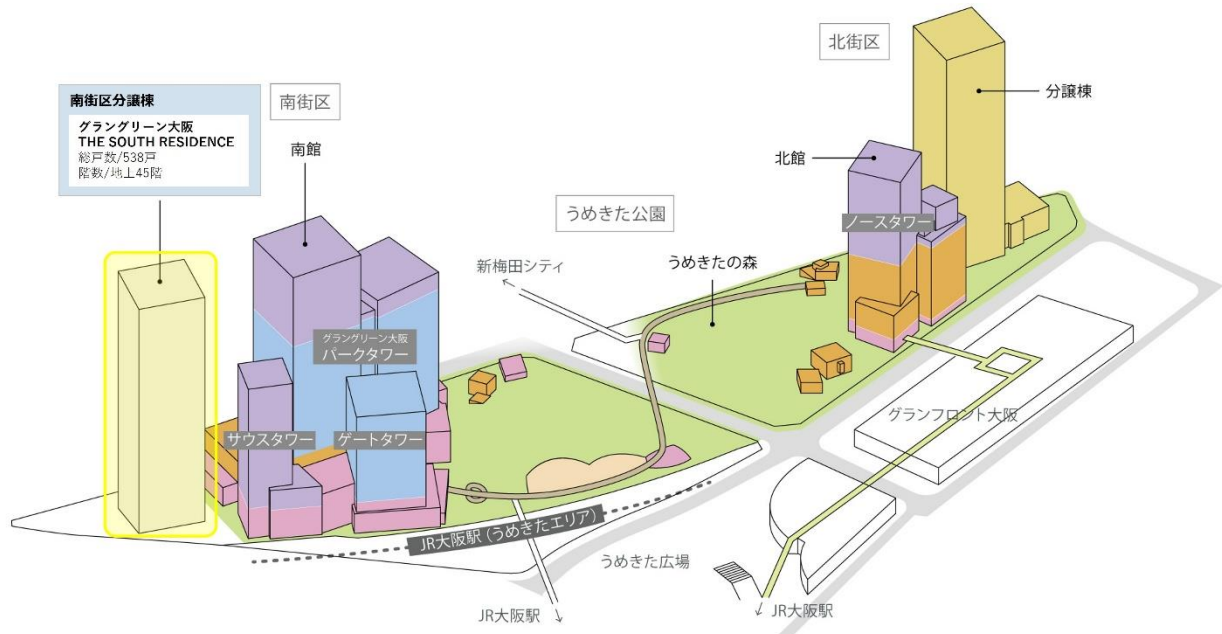 北街区
分譲棟
南街区分譲棟
グラングリーン大阪
THE SOUTH RESIDENCE
総戸数/538戸
階数/地上45階
南街区
南館
北館
ノースタワー
うめきた公園
新梅田シティ
うめきたの森
グラングリーン大阪
パークタワー
サウスタワー
ゲートタワー
グランフロント大阪
JR大阪駅(うめきたエリア)
うめきた広場
JR大阪駅
JR大阪駅